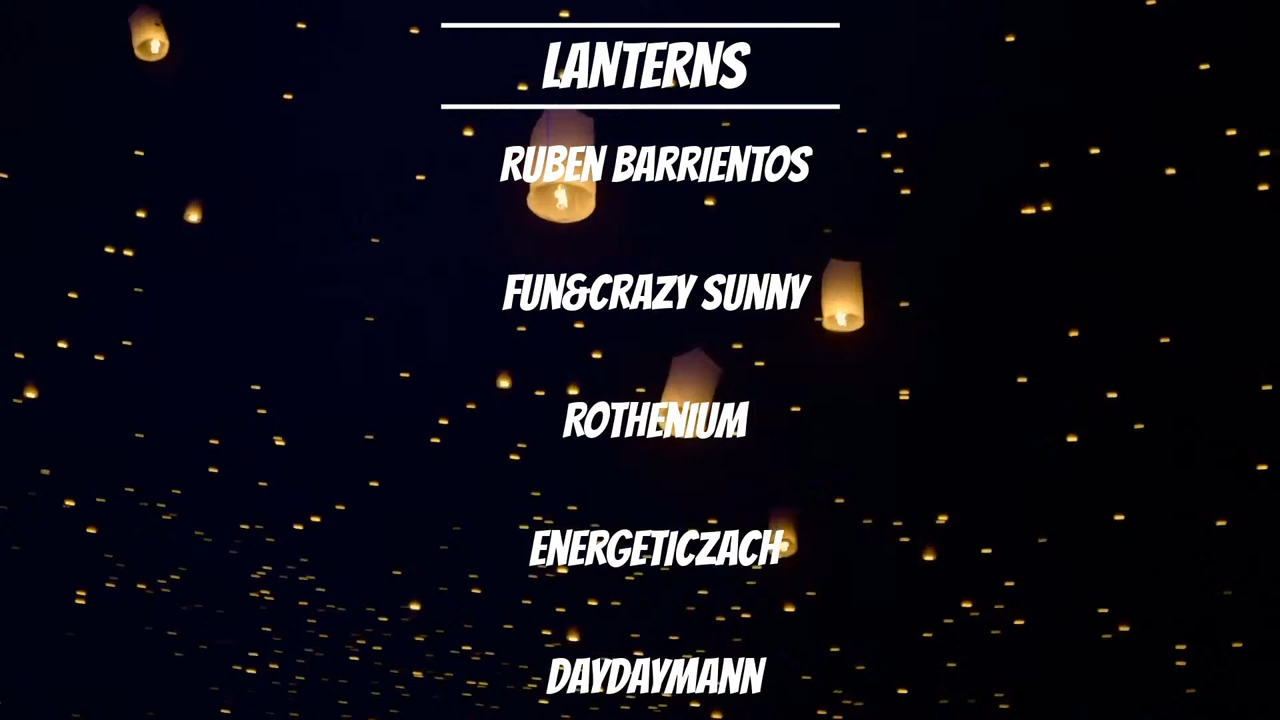 LANTERNS
RUBEN BARRIENTOS
FUN&CRAZY SUNNY
ROTHENIUM
ENERGETICZACH
DAYDAYMANN